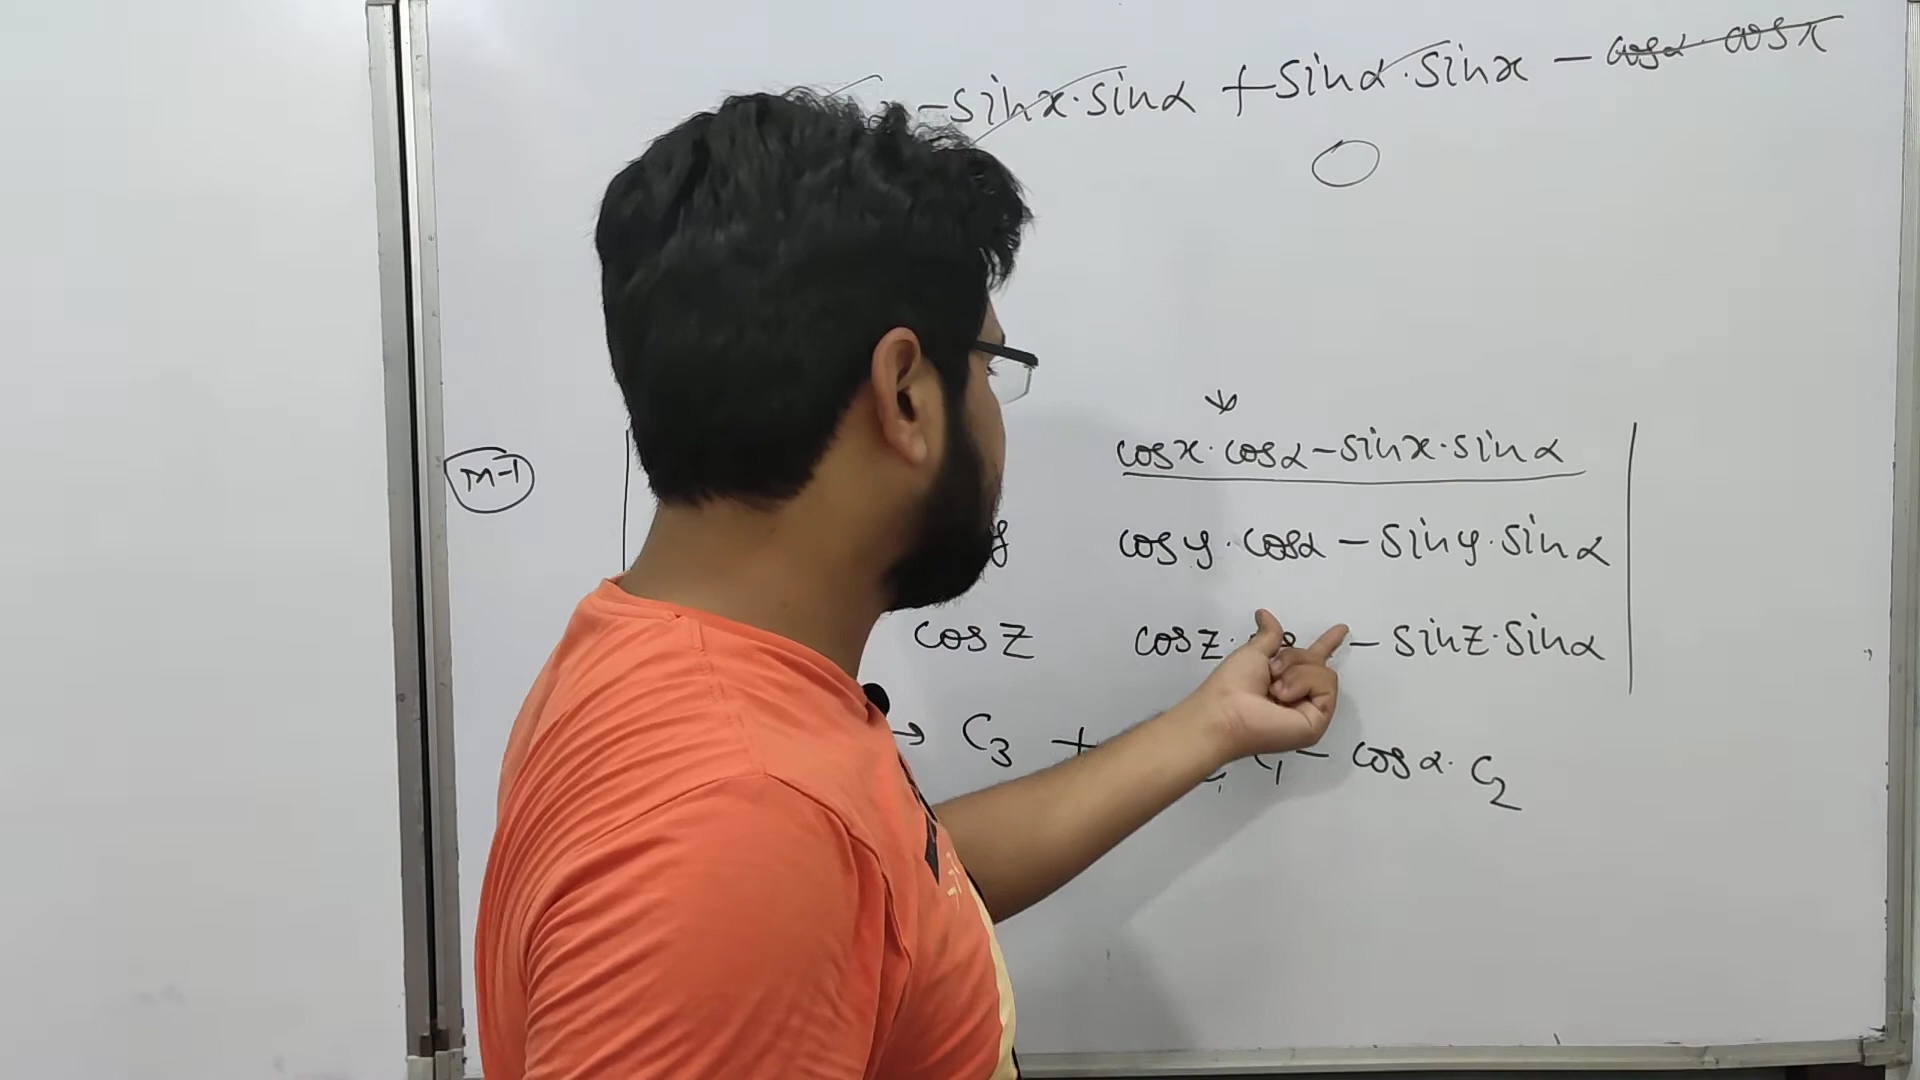 -sinx·sinα + sinα·sinx - cosα·cosx
0
m-1
cosx·cosα-sinx·sinα
y cosy·cosα - siny·sinα
cosz cosz· - sinz·sinα
→ C₃ + C₁ - cosα·C₂